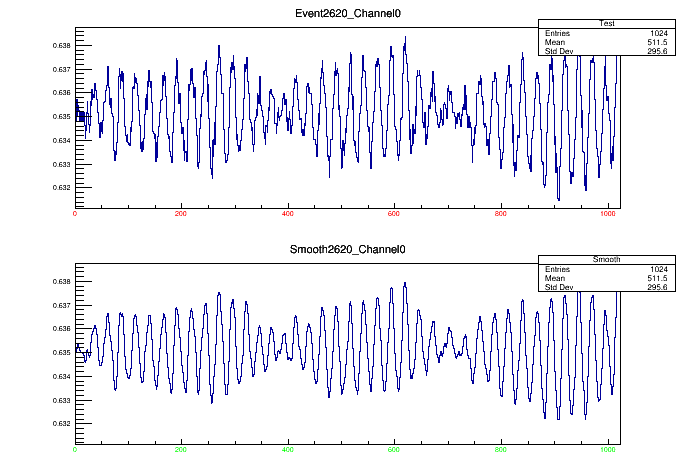 Event2620_Channel0
Test
Entries 1024
Mean 511.5
Std Dev 295.6
0.638
0.637
0.636
0.635
0.634
0.633
0.632
0 200 400 600 800 1000
Smooth2620_Channel0
Smooth
Entries 1024
Mean 511.5
Std Dev 295.6
0.638
0.637
0.636
0.635
0.634
0.633
0.632
0 200 400 600 800 1000